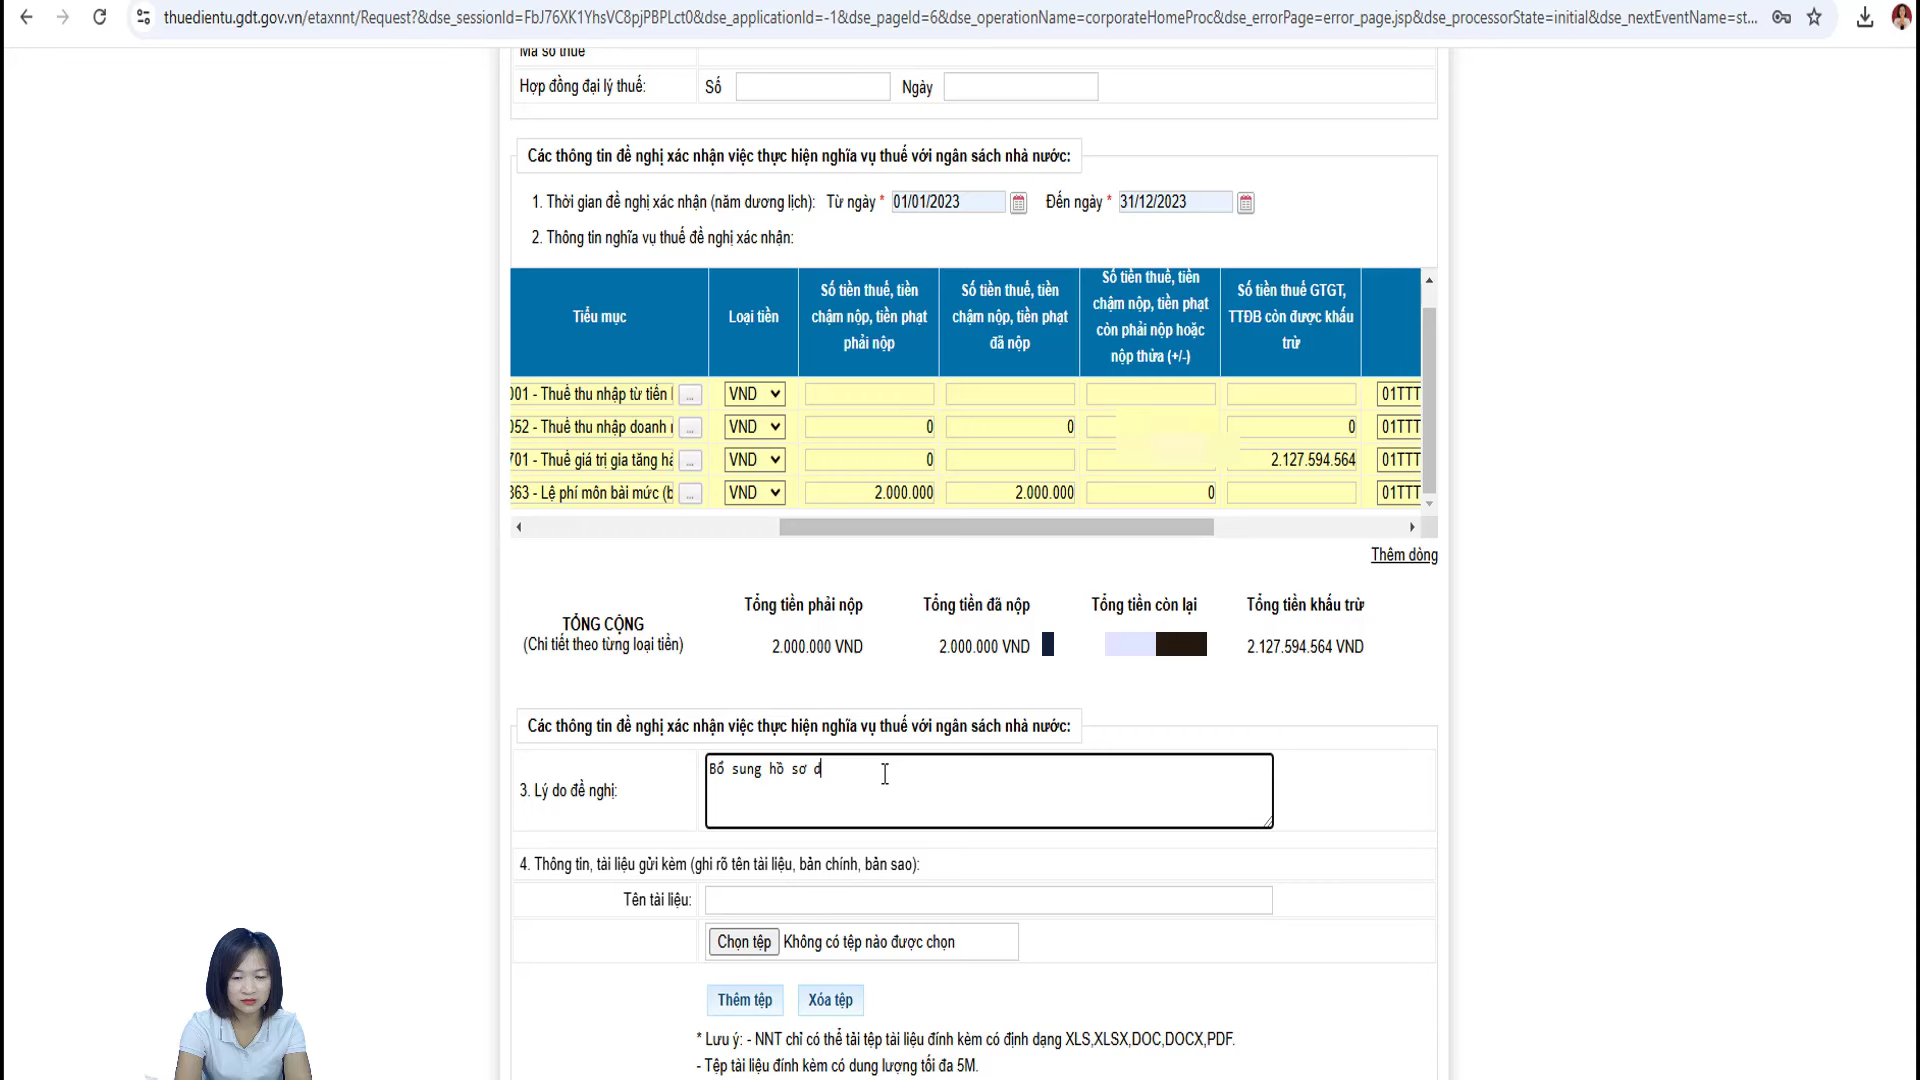 thuedientu.gdt.gov.vn/etaxnnt/Request?&dse_sessionId=FbJ76XK1YhsVC8pjPBPLct0&dse_applicationId=-1&dse_pageId=6&dse_operationName=corporateHomeProc&dse_errorPage=error_page.jsp&dse_processorState=initial&dse_nextEventName=st...
Mã số thuế
Hợp đồng đại lý thuế: Số Ngày
Các thông tin đề nghị xác nhận việc thực hiện nghĩa vụ thuế với ngân sách nhà nước:
1. Thời gian đề nghị xác nhận (năm dương lịch): Từ ngày * 01/01/2023 Đến ngày * 31/12/2023
2. Thông tin nghĩa vụ thuế đề nghị xác nhận:
Tiểu mục
Loại tiền
Số tiền thuế, tiền
chậm nộp, tiền phạt
phải nộp
Số tiền thuế, tiền
chậm nộp, tiền phạt
đã nộp
Số tiền thuế, tiền
chậm nộp, tiền phạt
còn phải nộp hoặc
nộp thừa (+/-)
Số tiền thuế GTGT,
TTĐB còn được khấu
trừ
001 - Thuế thu nhập từ tiền ... VND 01TTT
052 - Thuế thu nhập doanh ... VND 0 0 0 01TTT
701 - Thuế giá trị gia tăng hà ... VND 0 2.127.594.564 01TTT
863 - Lệ phí môn bài mức (b ... VND 2.000.000 2.000.000 0 01TTT
Thêm dòng
TỔNG CỘNG
(Chi tiết theo từng loại tiền)
Tổng tiền phải nộp Tổng tiền đã nộp Tổng tiền còn lại Tổng tiền khấu trừ
2.000.000 VND 2.000.000 VND 2.127.594.564 VND
Các thông tin đề nghị xác nhận việc thực hiện nghĩa vụ thuế với ngân sách nhà nước:
3. Lý do đề nghị: Bổ sung hồ sơ d
4. Thông tin, tài liệu gửi kèm (ghi rõ tên tài liệu, bản chính, bản sao):
Tên tài liệu:
Chọn tệp Không có tệp nào được chọn
Thêm tệp Xóa tệp
* Lưu ý: - NNT chỉ có thể tải tệp tài liệu đính kèm có định dạng XLS,XLSX,DOC,DOCX,PDF.
- Tệp tài liệu đính kèm có dung lượng tối đa 5M.